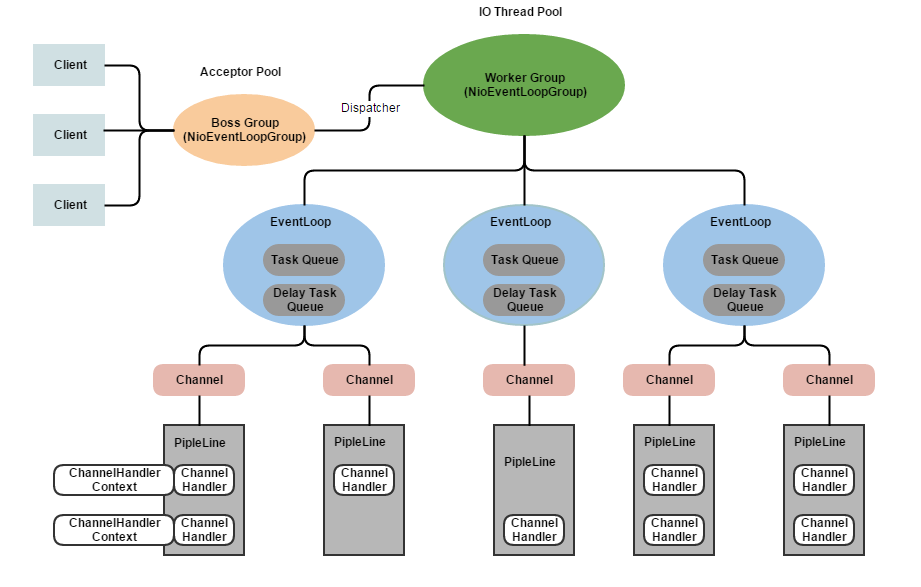 IO Thread Pool
Acceptor Pool
Client
Client
Client
Boss Group
(NioEventLoopGroup)
Dispatcher
Worker Group
(NioEventLoopGroup)
EventLoop
Task Queue
Delay Task
Queue
EventLoop
Task Queue
Delay Task
Queue
EventLoop
Task Queue
Delay Task
Queue
Channel
Channel
Channel
Channel
Channel
PipleLine
ChannelHandler
Context
Channel
Handler
ChannelHandler
Context
Channel
Handler
PipleLine
Channel
Handler
PipleLine
Channel
Handler
PipleLine
Channel
Handler
Channel
Handler
PipleLine
Channel
Handler
Channel
Handler